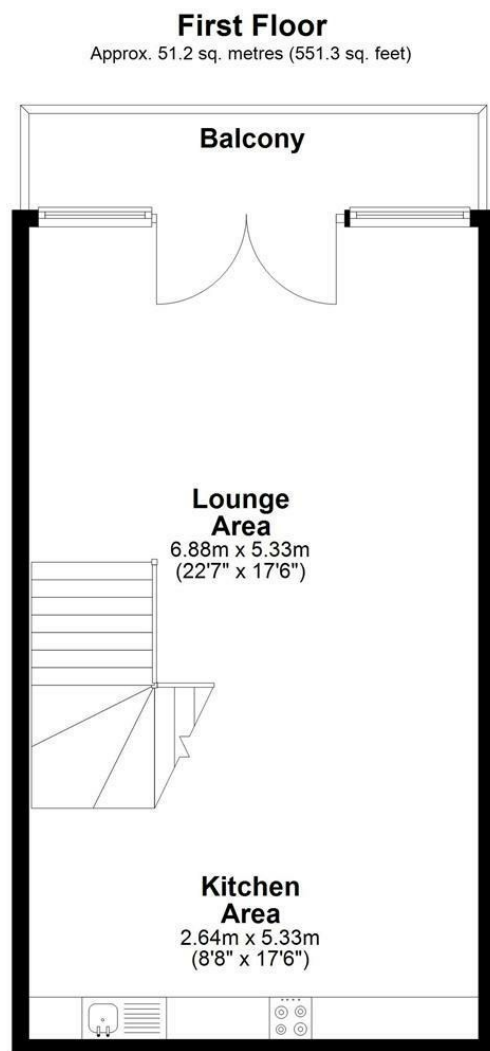 First Floor
Approx. 51.2 sq. metres (551.3 sq. feet)
Balcony
Lounge
Area
6.88m x 5.33m
(22'7" x 17'6")
Kitchen
Area
2.64m x 5.33m
(8'8" x 17'6")